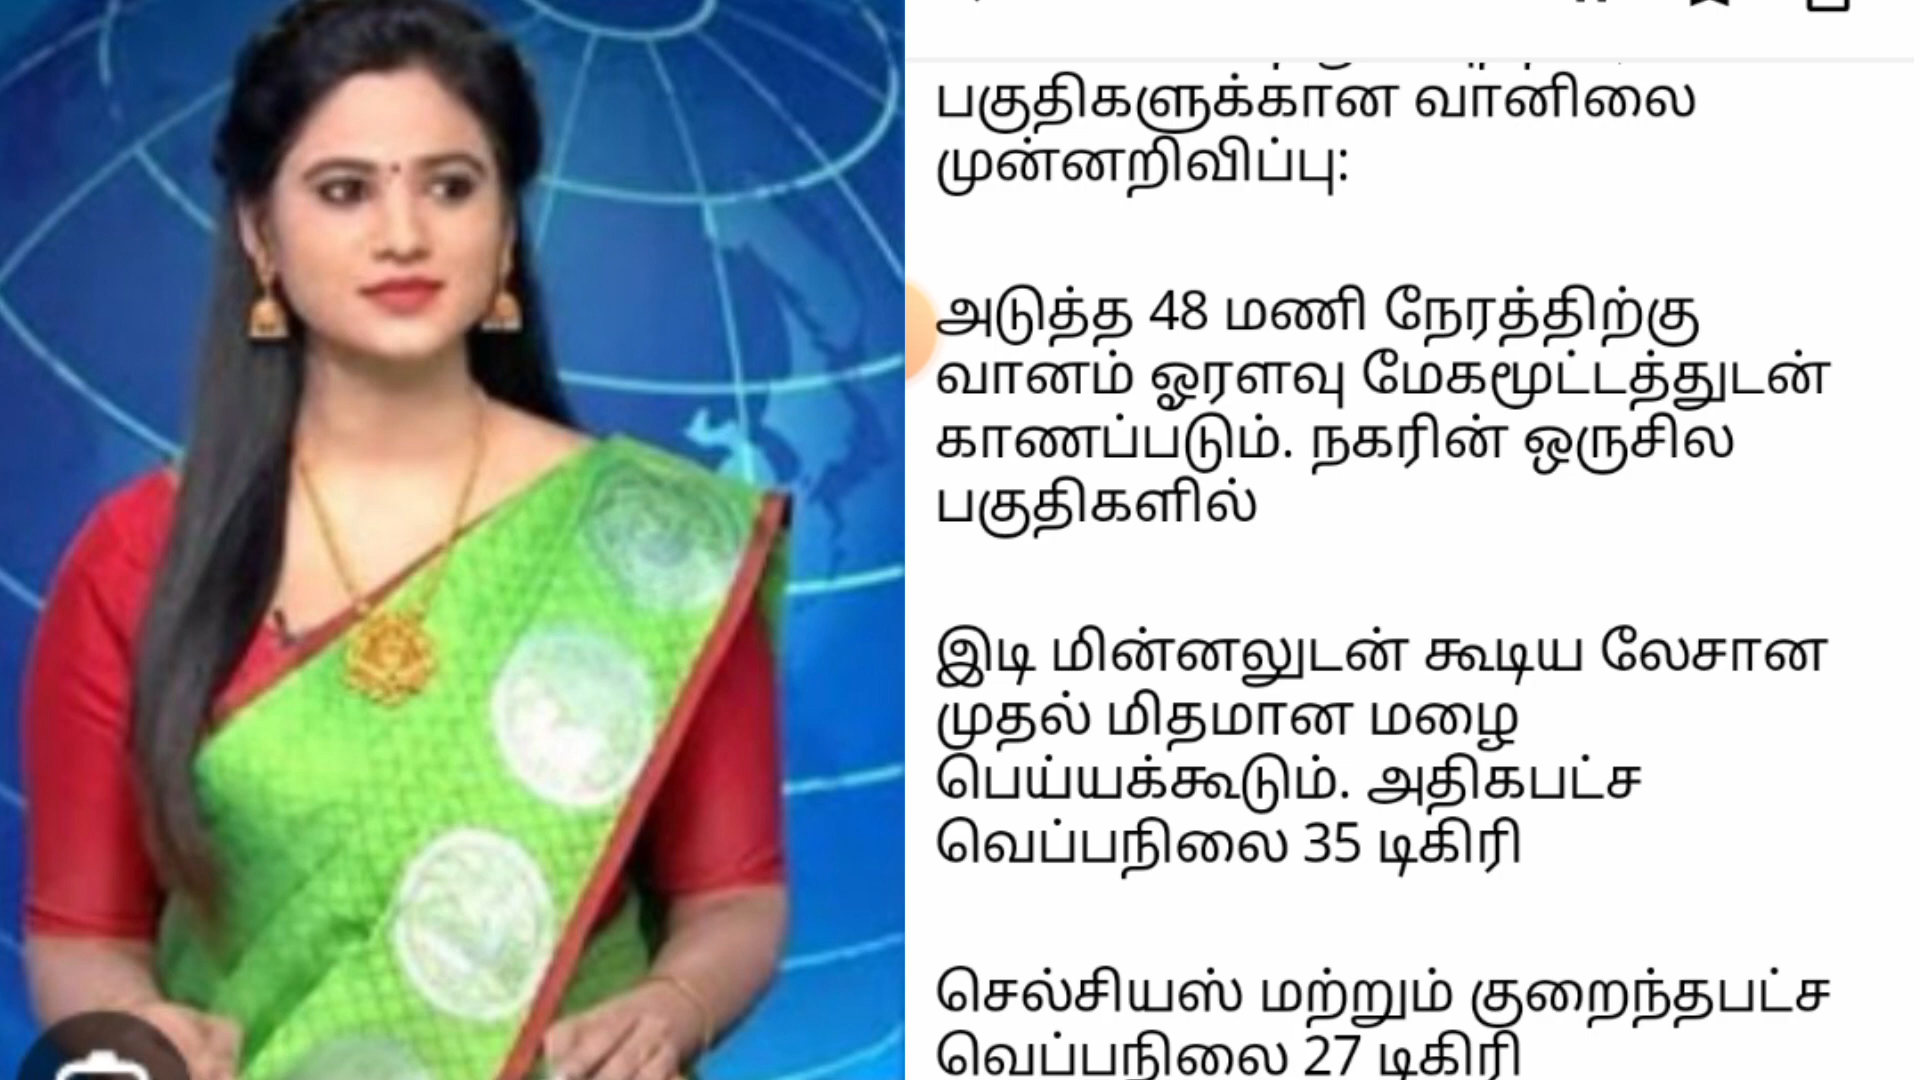 பகுதிகளுக்கான வானிலை
முன்னறிவிப்பு:
அடுத்த 48 மணி நேரத்திற்கு
வானம் ஓரளவு மேகமூட்டத்துடன்
காணப்படும். நகரின் ஒருசில
பகுதிகளில்
இடி மின்னலுடன் கூடிய லேசான
முதல் மிதமான மழை
பெய்யக்கூடும். அதிகபட்ச
வெப்பநிலை 35 டிகிரி
செல்சியஸ் மற்றும் குறைந்தபட்ச
வெப்பநிலை 27 டிகிரி